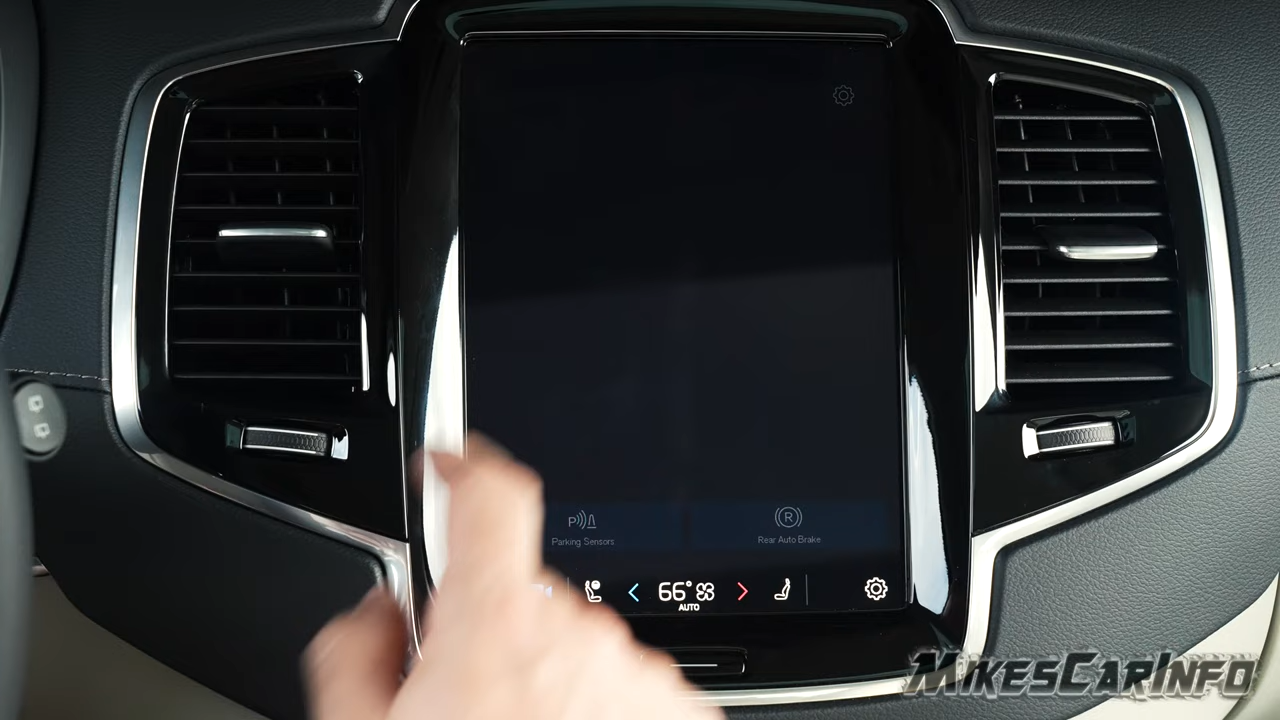 P
R
Parking Sensors
Rear Auto Brake
66°
AUTO
MikesCarInfo